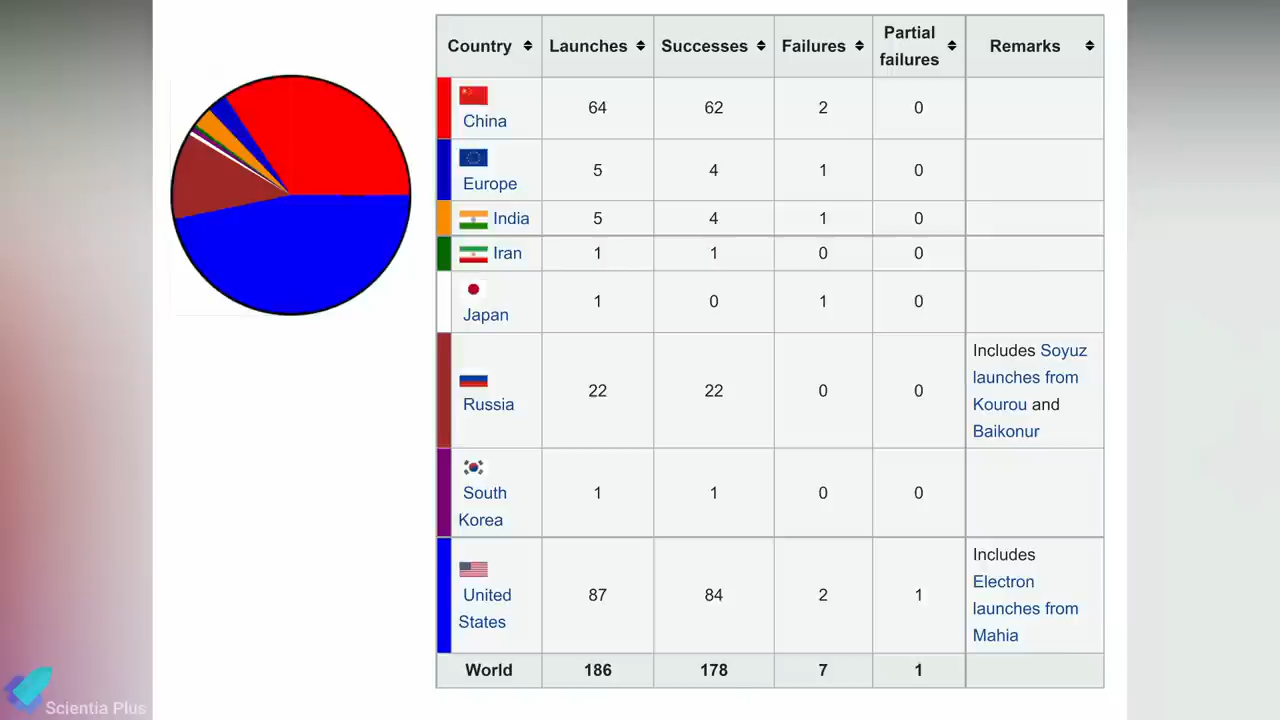 Country Launches Successes Failures Partial failures Remarks
China 64 62 2 0
Europe 5 4 1 0
India 5 4 1 0
Iran 1 1 0 0
Japan 1 0 1 0
Russia 22 22 0 0 Includes Soyuz
launches from
Kourou and
Baikonur
South
Korea 1 1 0 0
United
States 87 84 2 1 Includes
Electron
launches from
Mahia
World 186 178 7 1
Scientia Plus